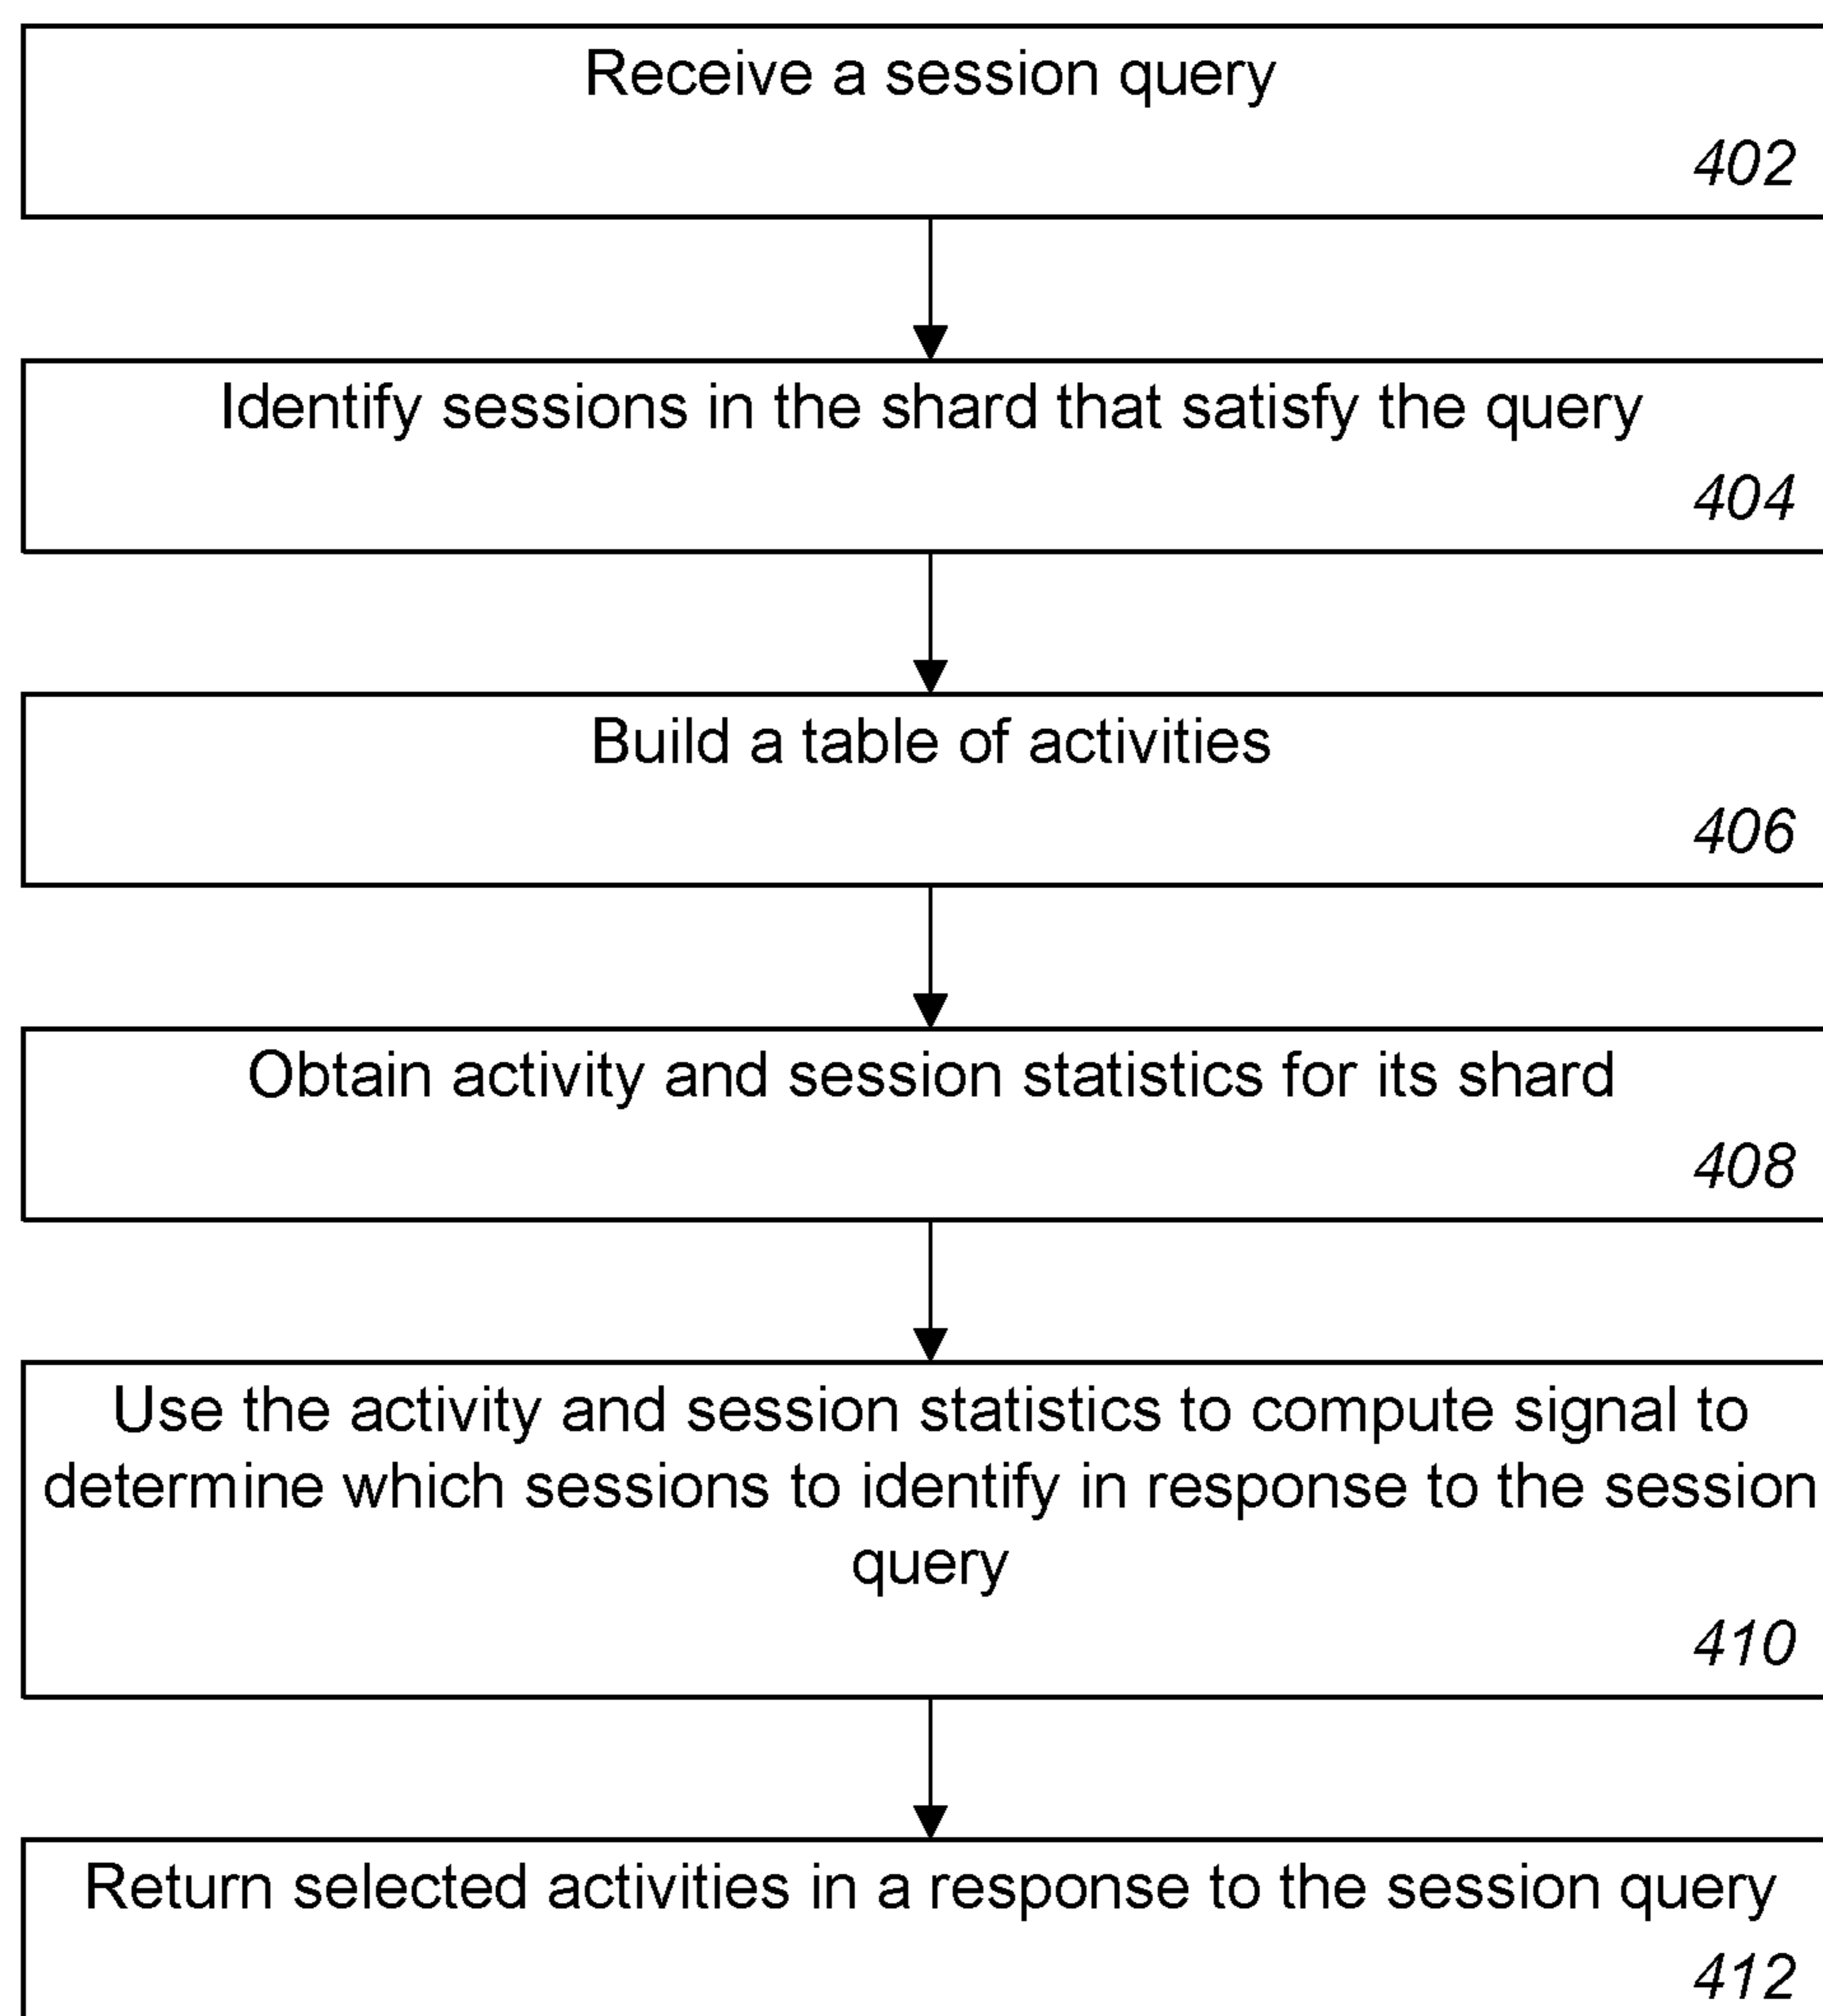 Receive a session query
402
Identify sessions in the shard that satisfy the query
404
Build a table of activities
406
Obtain activity and session statistics for its shard
408
Use the activity and session statistics to compute signal to
determine which sessions to identify in response to the session
query
410
Return selected activities in a response to the session query
412